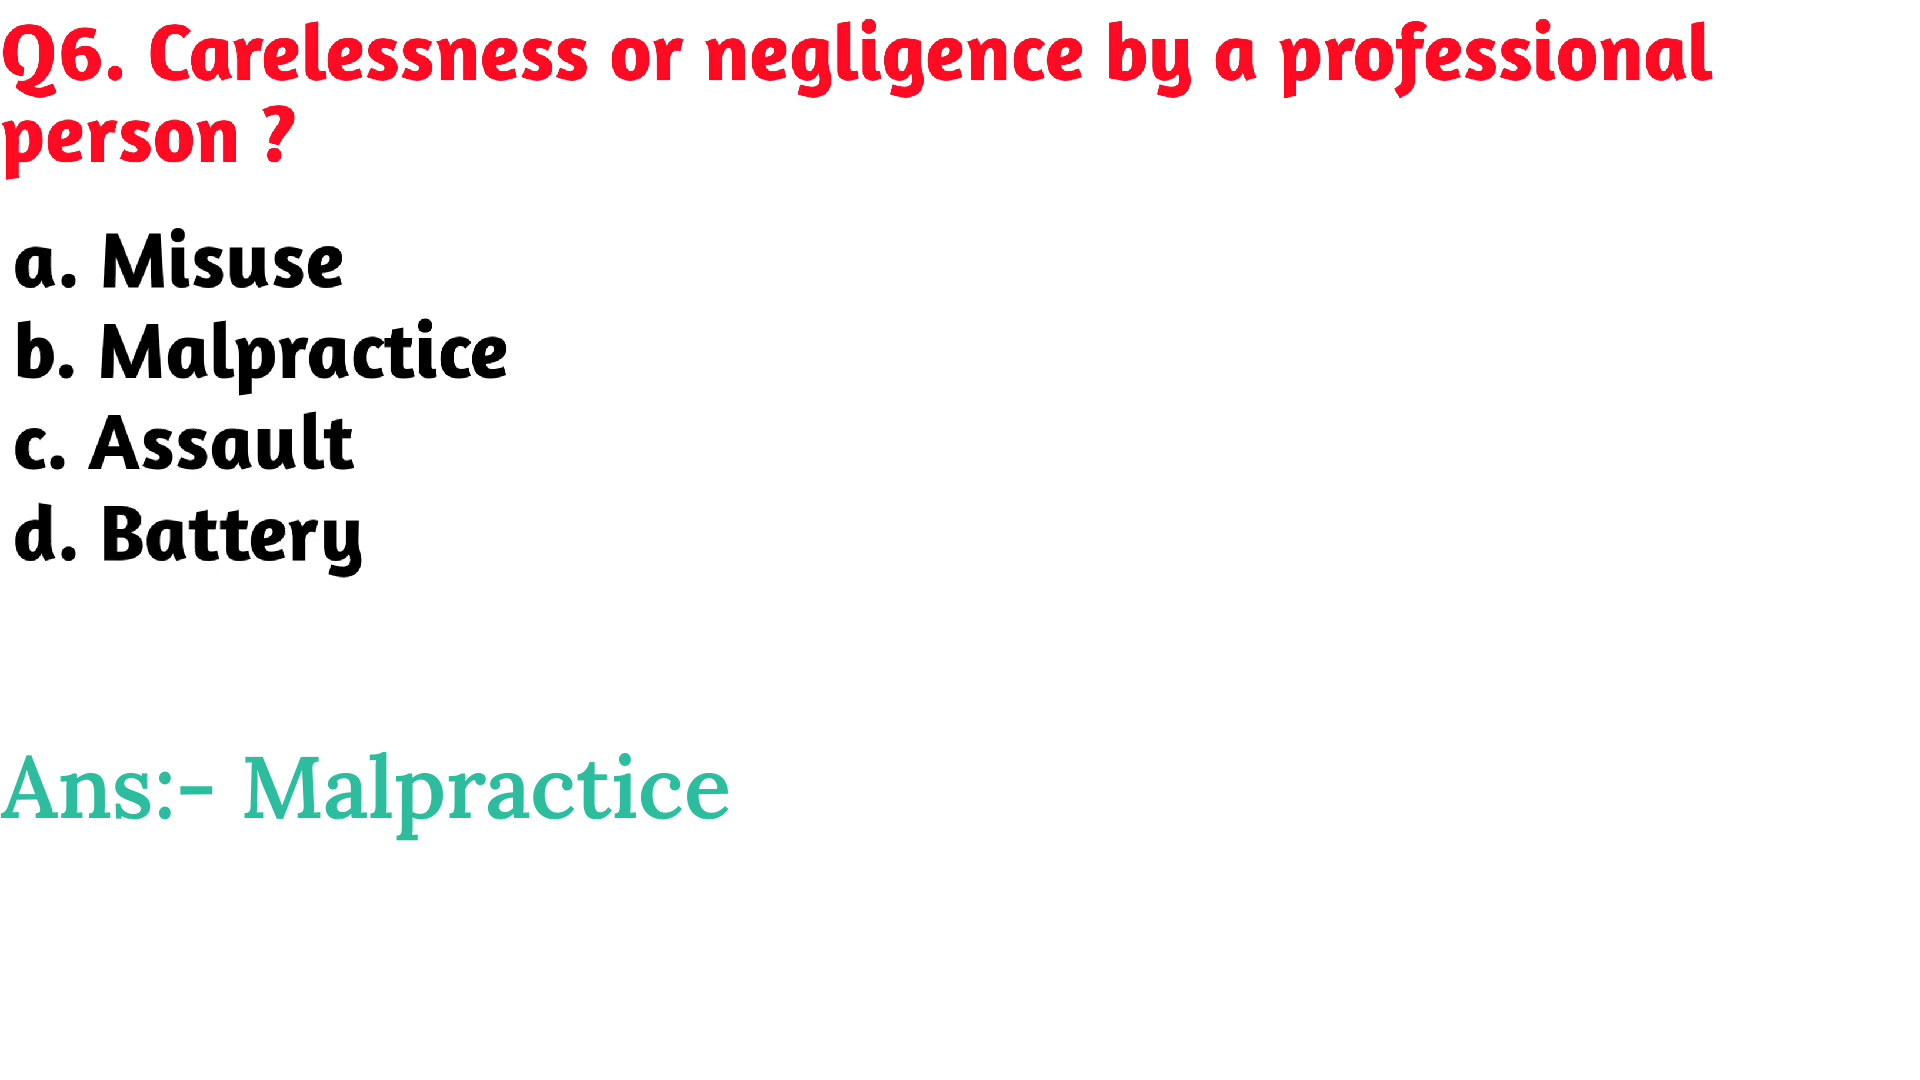 Q6. Carelessness or negligence by a professional
person ?
a. Misuse
b. Malpractice
c. Assault
d. Battery
Ans:- Malpractice